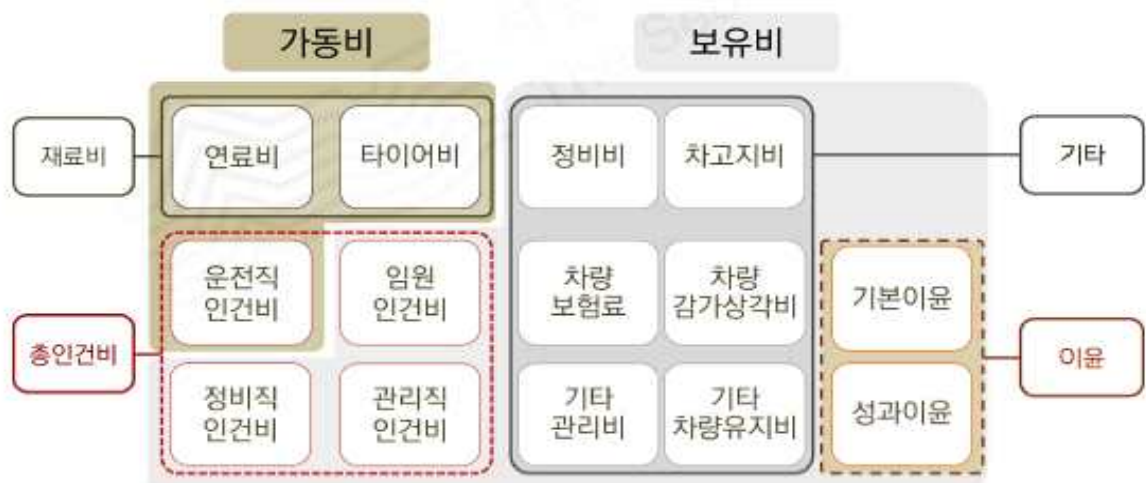 가동비
보유비
재료비
연료비
타이어비
정비비
차고지비
기타
운전직
인건비
임원
인건비
차량
보험료
차량
감가상각비
기본이윤
총인건비
이윤
정비직
인건비
관리직
인건비
기타
관리비
기타
차량유지비
성과이윤